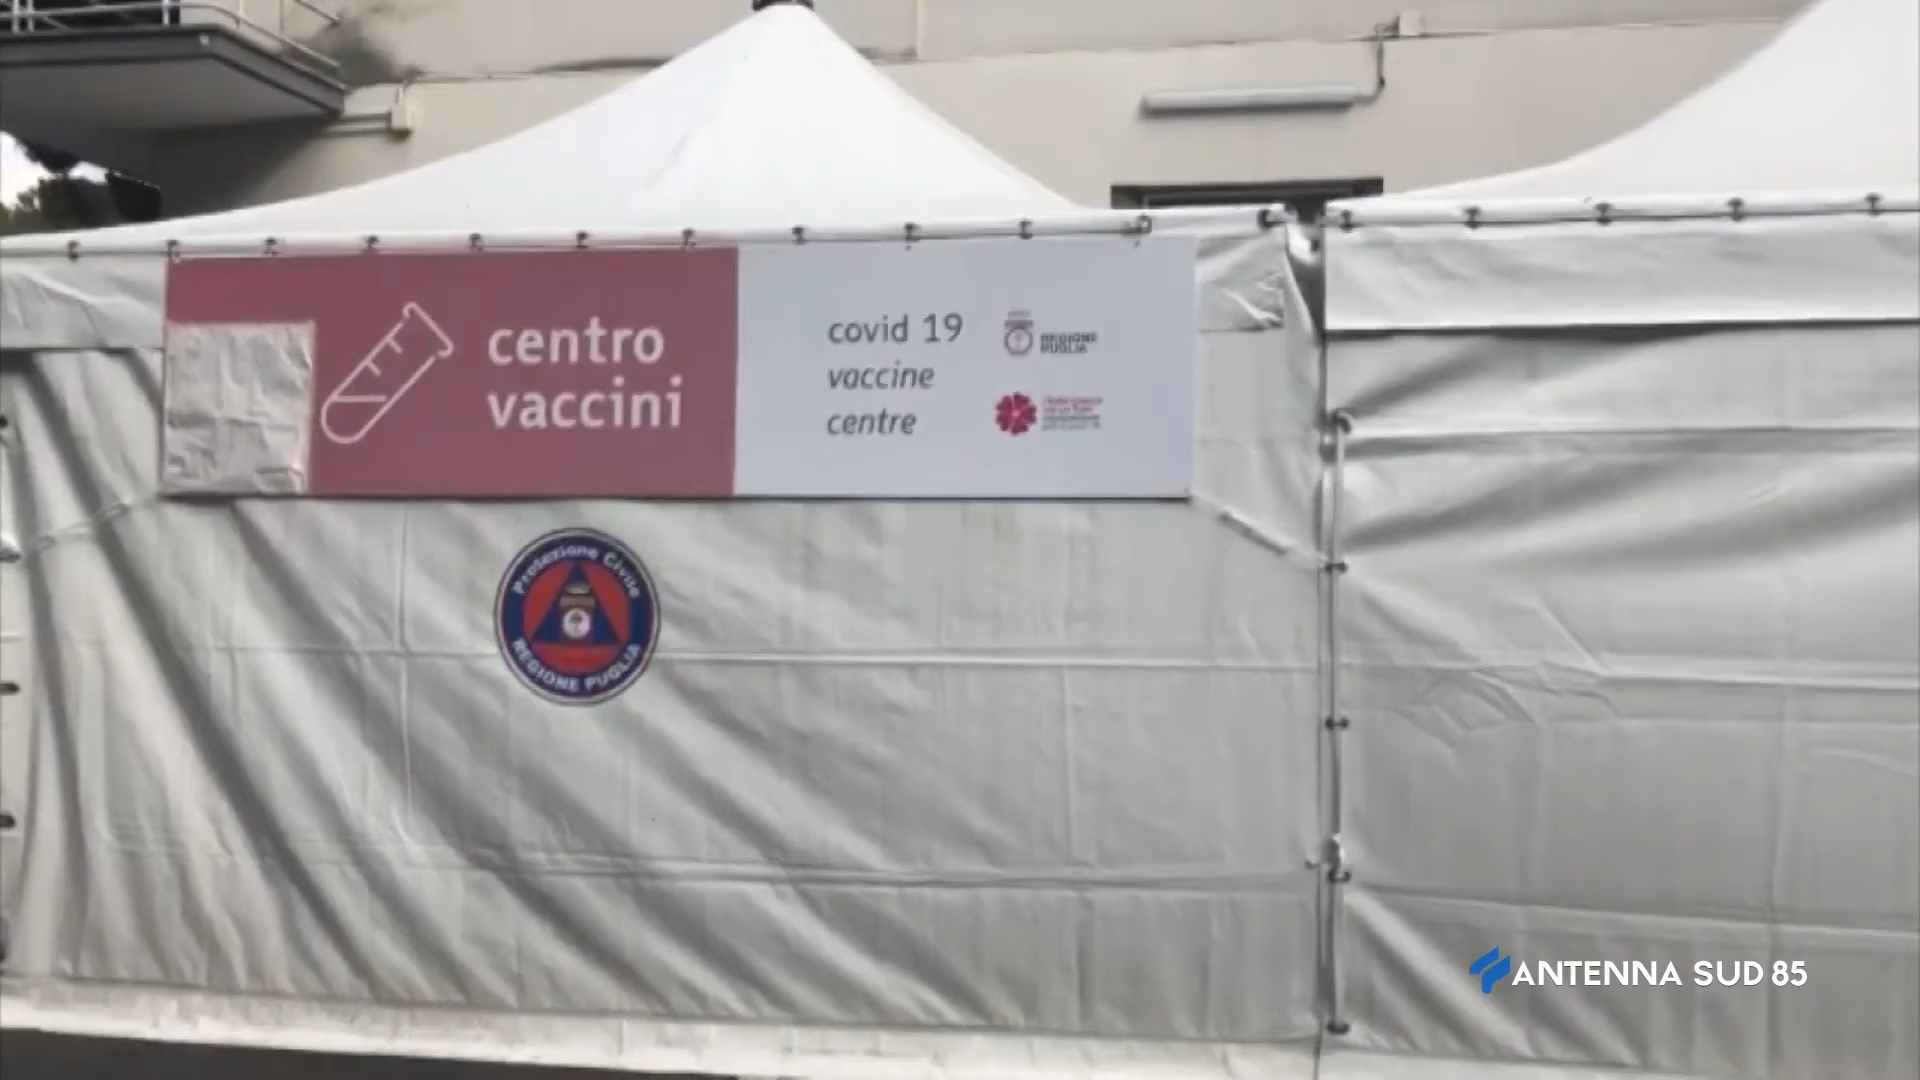 centro
vaccini
covid 19
vaccine
centre
REGIONE
PUGLIA
Protezione Civile
REGIONE PUGLIA
ANTENNA SUD 85